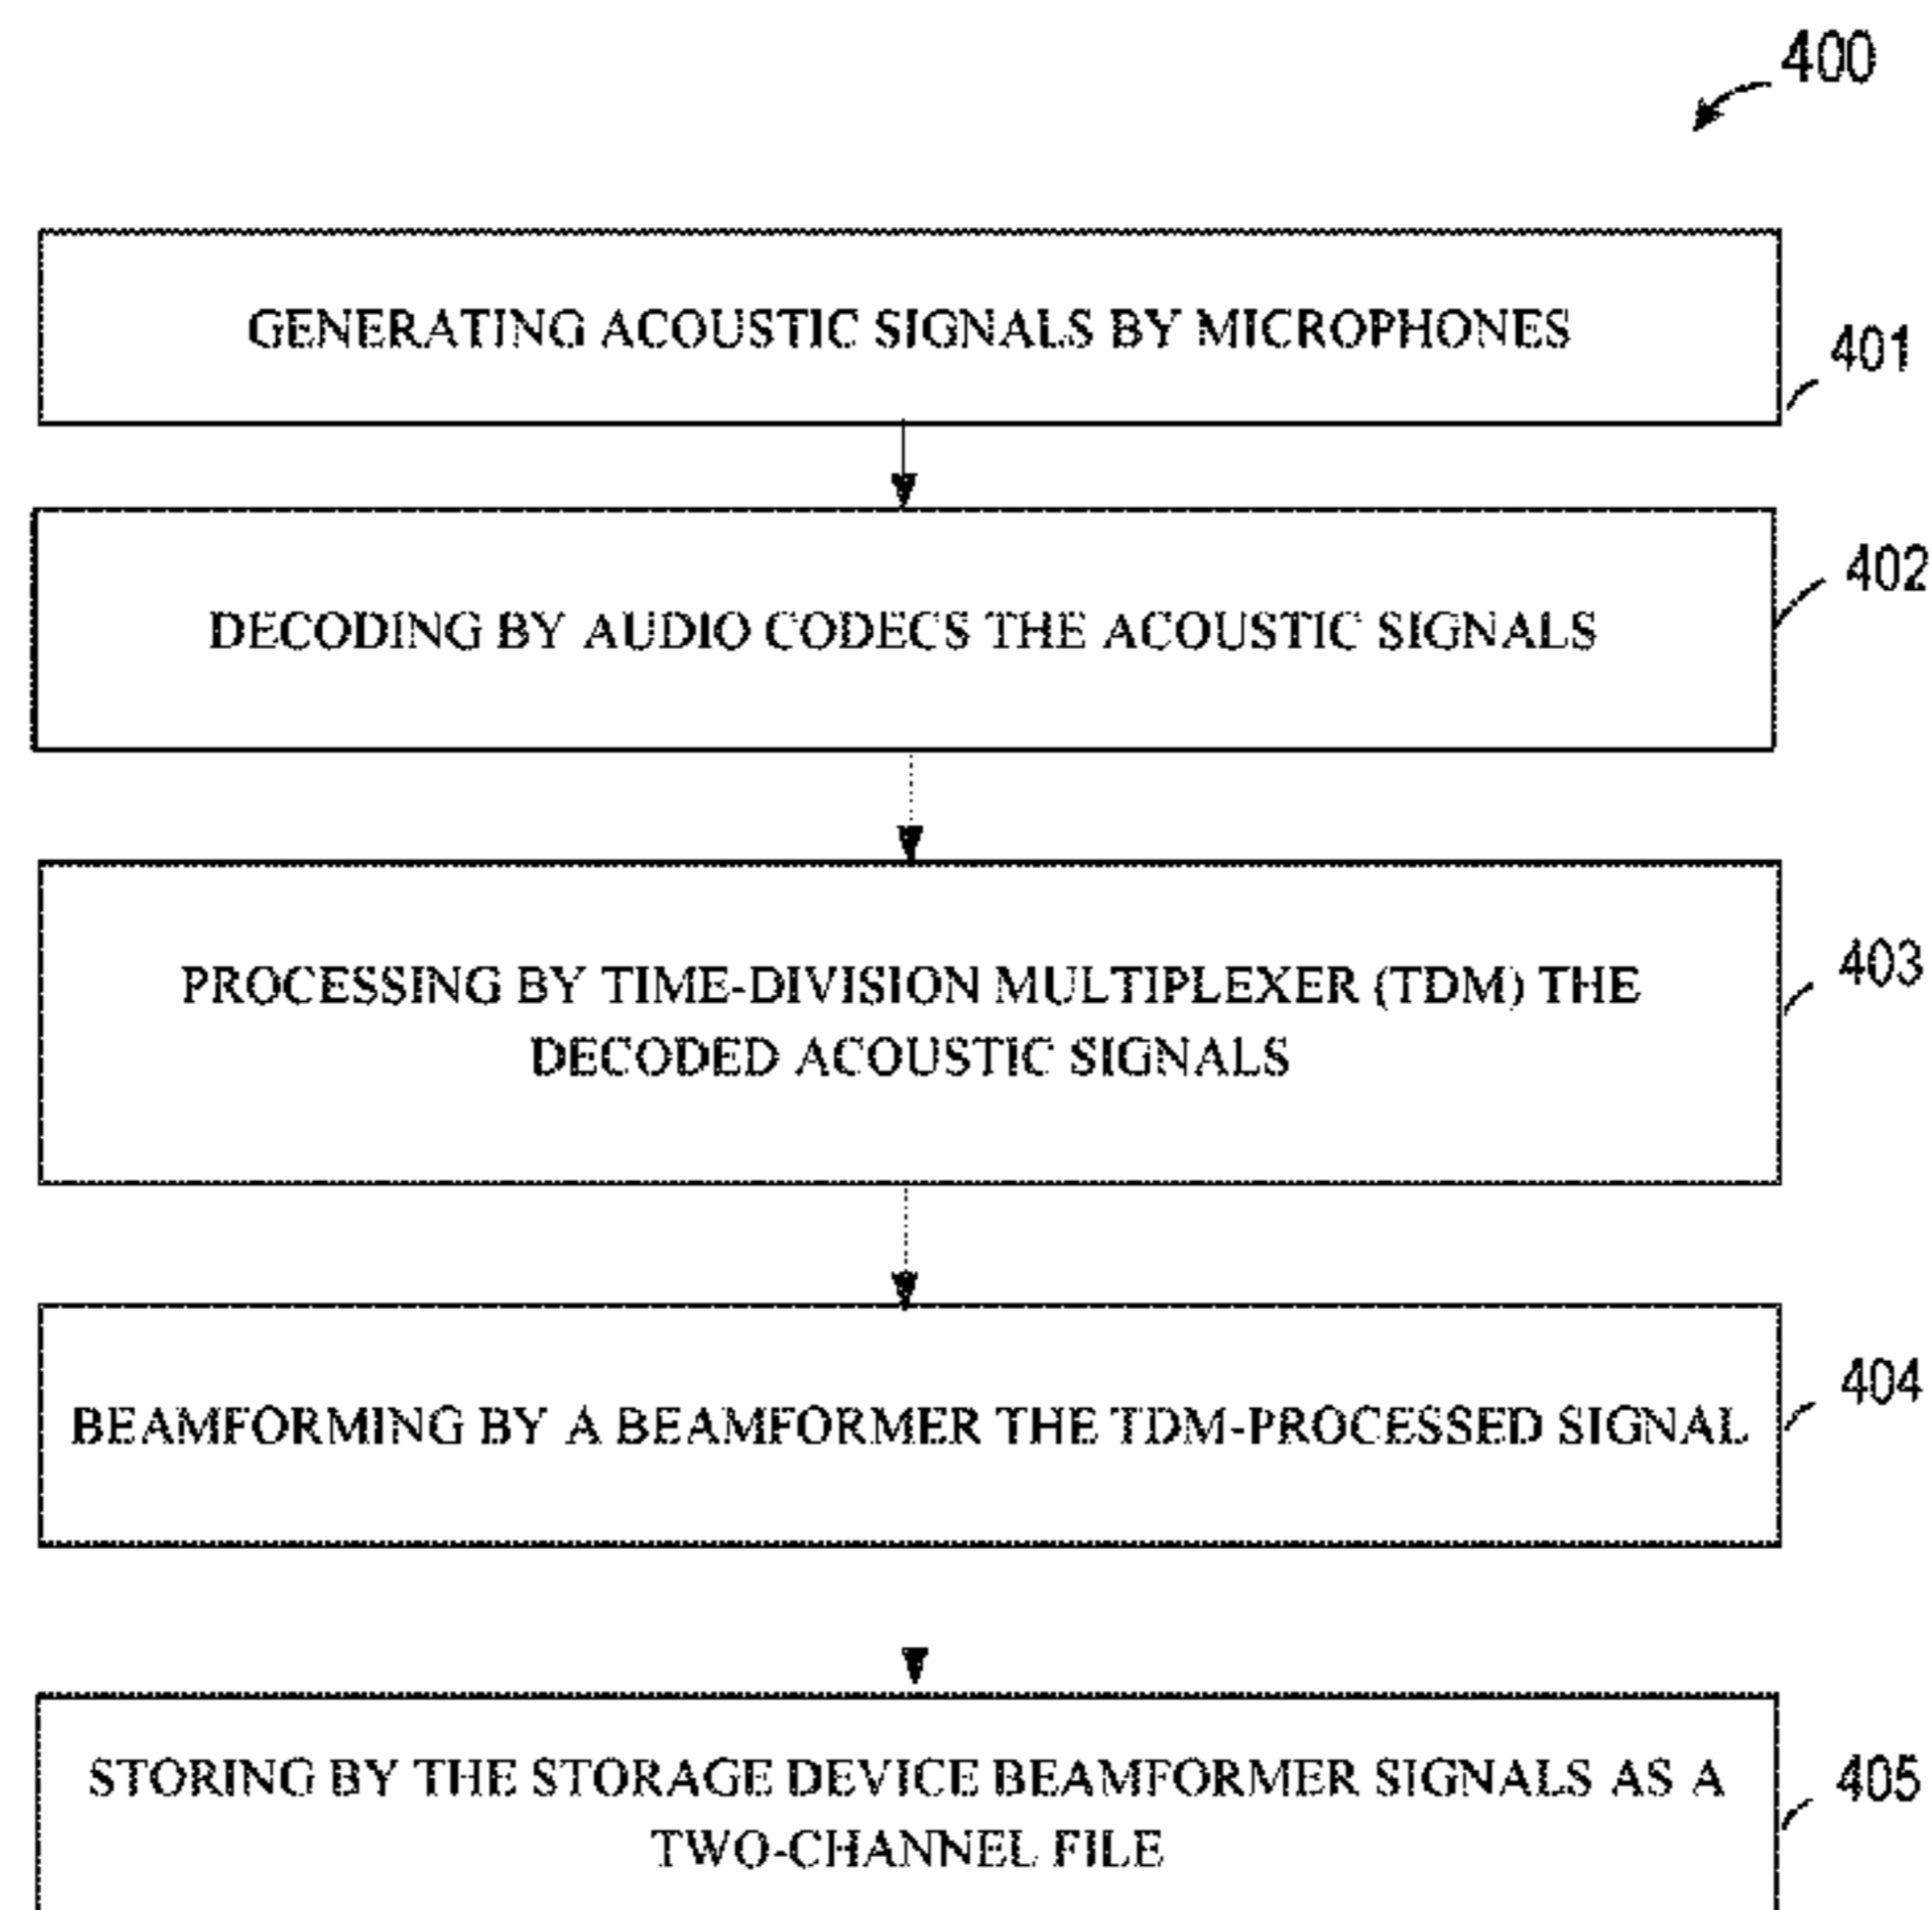 400
GENERATING ACOUSTIC SIGNALS BY MICROPHONES
401
DECODING BY AUDIO CODECS THE ACOUSTIC SIGNALS
402
PROCESSING BY TIME-DIVISION MULTIPLEXER (TDM) THE
DECODED ACOUSTIC SIGNALS
403
BEAMFORMING BY A BEAMFORMER THE TDM-PROCESSED SIGNAL
404
STORING BY THE STORAGE DEVICE BEAMFORMER SIGNALS AS A
TWO-CHANNEL FILE
405